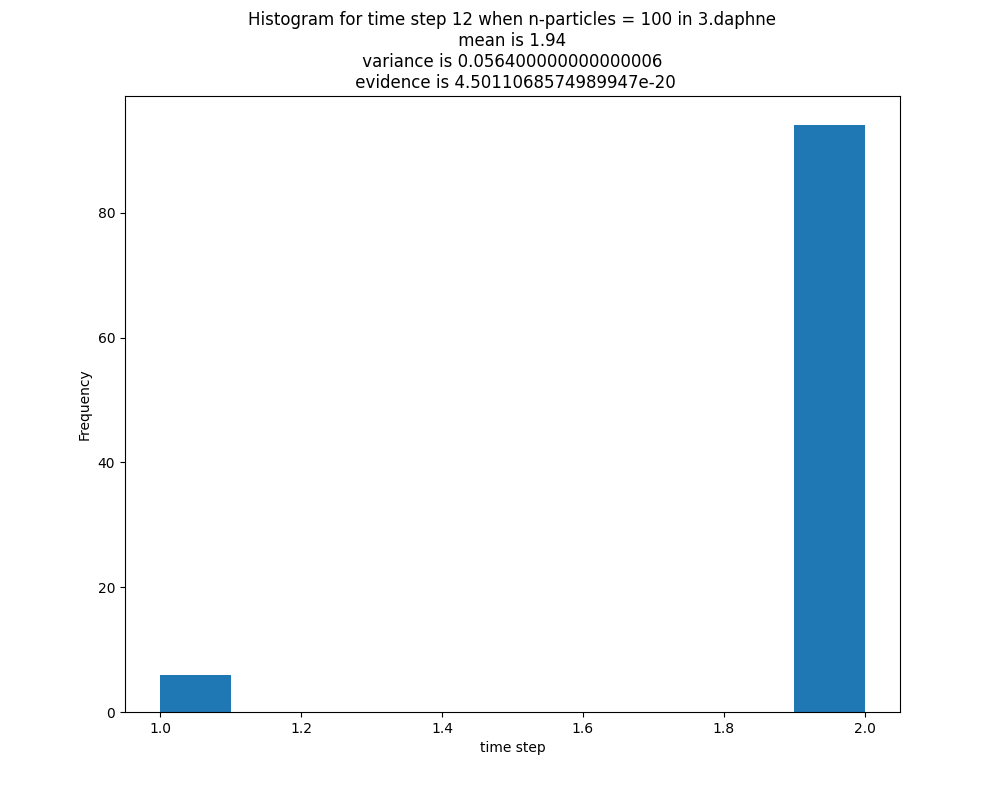 Histogram for time step 12 when n-particles = 100 in 3.daphne
mean is 1.94
variance is 0.056400000000000006
evidence is 4.5011068574989947e-20
80
60
40
20
0
Frequency
1.0 1.2 1.4 1.6 1.8 2.0
time step